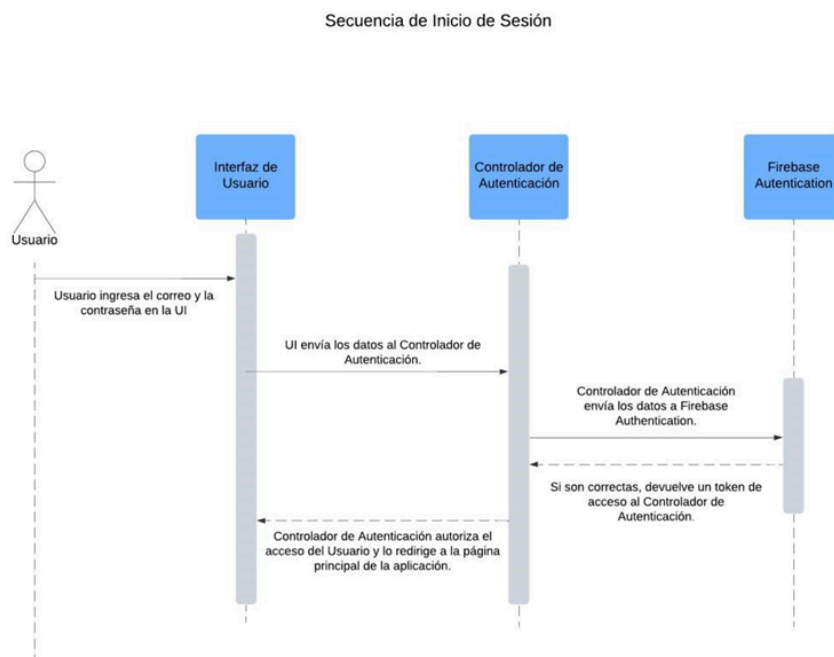 Secuencia de Inicio de Sesión
Interfaz de
Usuario
Controlador de
Autenticación
Firebase
Autentication
Usuario
Usuario ingresa el correo y la
contraseña en la UI
UI envía los datos al Controlador de
Autenticación.
Controlador de Autenticación
envía los datos a Firebase
Authentication.
Si son correctas, devuelve un token de
acceso al Controlador de
Autenticación.
Controlador de Autenticación autoriza el
acceso del Usuario y lo redirige a la página
principal de la aplicación.